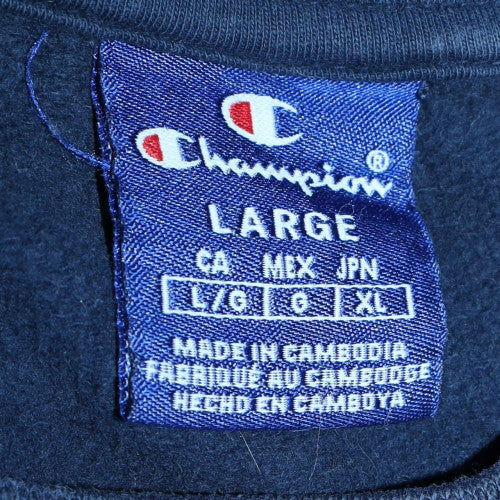 Champion®
LARGE
CA MEX JPN
L/G G XL
MADE IN CAMBODIA
FABRIQUÉ AU CAMBODGE
HECHO EN CAMBOYA